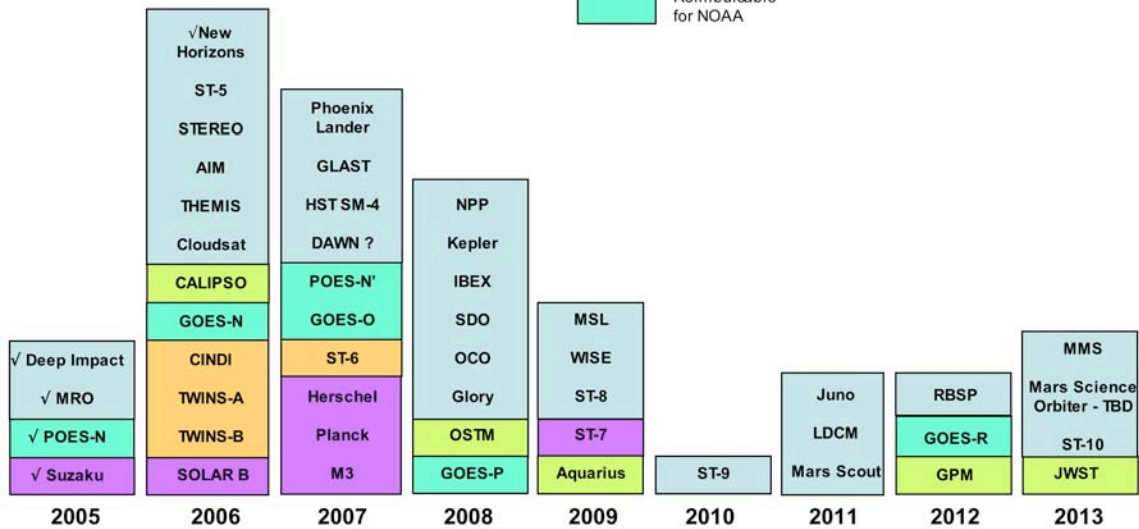 for NOAA
√New
Horizons
ST-5
STEREO
AIM
THEMIS
Cloudsat
CALIPSO
GOES-N
CINDI
TWINS-A
TWINS-B
SOLAR B
Phoenix
Lander
GLAST
HST SM-4
DAWN ?
POES-N'
GOES-O
ST-6
Herschel
Planck
M3
NPP
Kepler
IBEX
SDO
OCO
Glory
OSTM
GOES-P
MSL
WISE
ST-8
ST-7
Aquarius
√ Deep Impact
√ MRO
√ POES-N
√ Suzaku
ST-9
Juno
LDCM
Mars Scout
RBSP
GOES-R
GPM
MMS
Mars Science
Orbiter - TBD
ST-10
JWST
2005 2006 2007 2008 2009 2010 2011 2012 2013